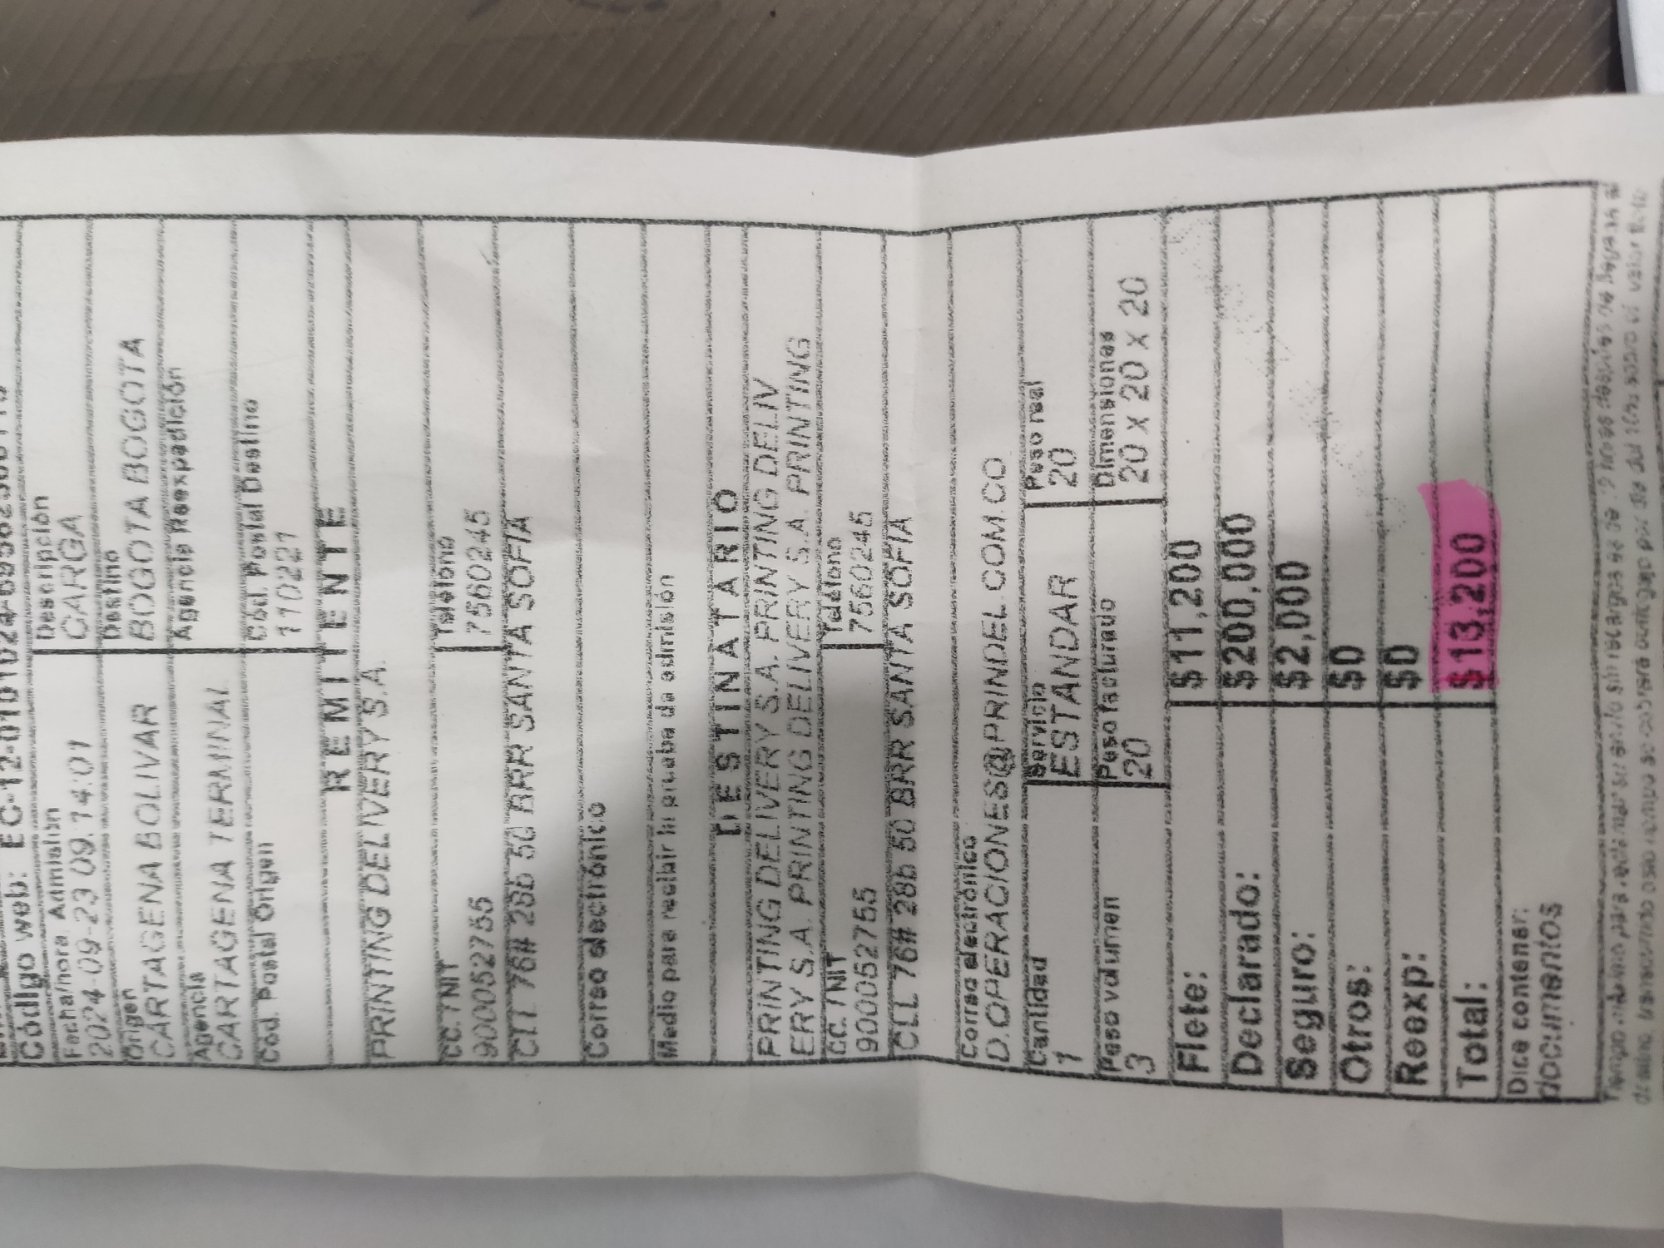 Código web: EC-12-0101024-
Fecha/hora Admisión Descripción
2024-09-23 09:14:01 CARGA
Origen Destino
CARTAGENA BOLIVAR BOGOTA BOGOTA
Agencia Agencia Reexpedición
CARTAGENA TERMINAL
Cód. Postal Origen Cód. Postal Destino
110221
REMITENTE
PRINTING DELIVERY S.A.
CC. / NIT Teléfono
9000052755 7560245
CLL 76# 28b 50 BRR SANTA SOFIA
Correo electrónico
Medio para recibir la prueba de admisión
DESTINATARIO
PRINTING DELIVERY S.A. PRINTING DELIV
ERY S.A. PRINTING DELIVERY S.A. PRINTING
CC. / NIT Teléfono
9000052755 7560245
CLL 76# 28b 50 BRR SANTA SOFIA
Correo electrónico
D.OPERACIONES@PRINDEL.COM.CO
Cantidad Servicio Peso real
1 ESTANDAR 20
Peso volumen Peso facturado Dimensiones
3 20 20 x 20 x 20
Flete: $11,200
Declarado: $200,000
Seguro: $2,000
Otros: $0
Reexp: $0
Total: $13,200
Dice contener:
documentos